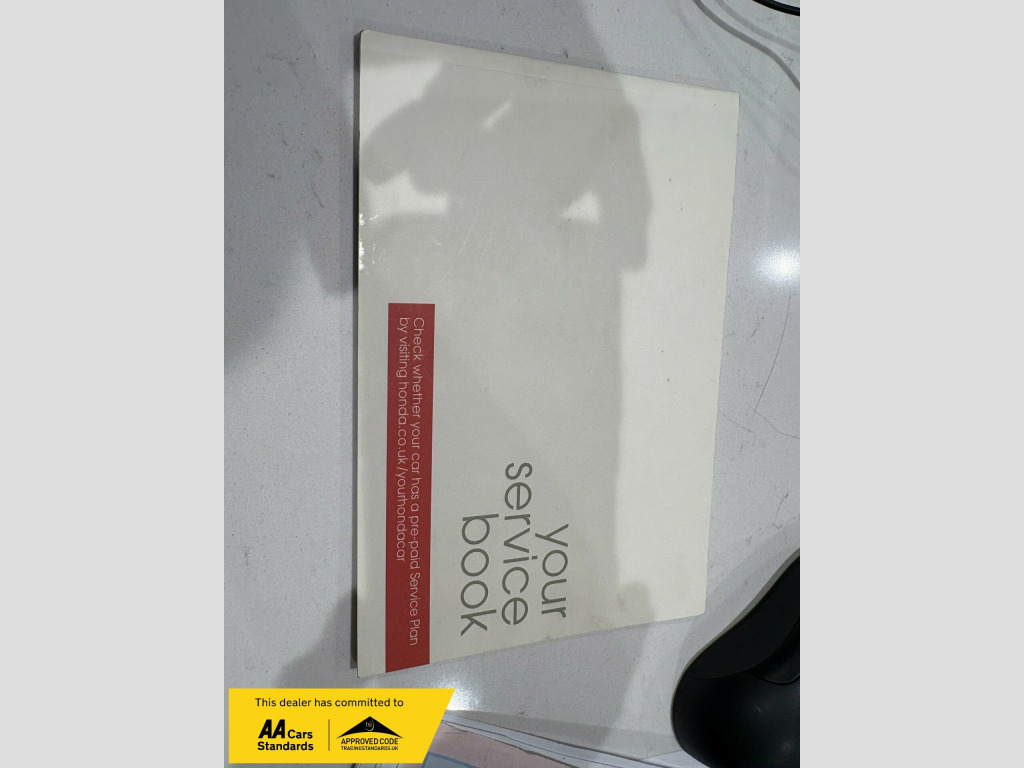 your
service
book
Check whether your car has a pre-paid Service Plan
by visiting honda.co.uk/yourhondacar
This dealer has committed to
AA Cars
Standards
APPROVED CODE
TRADINGSTANDARDS.UK